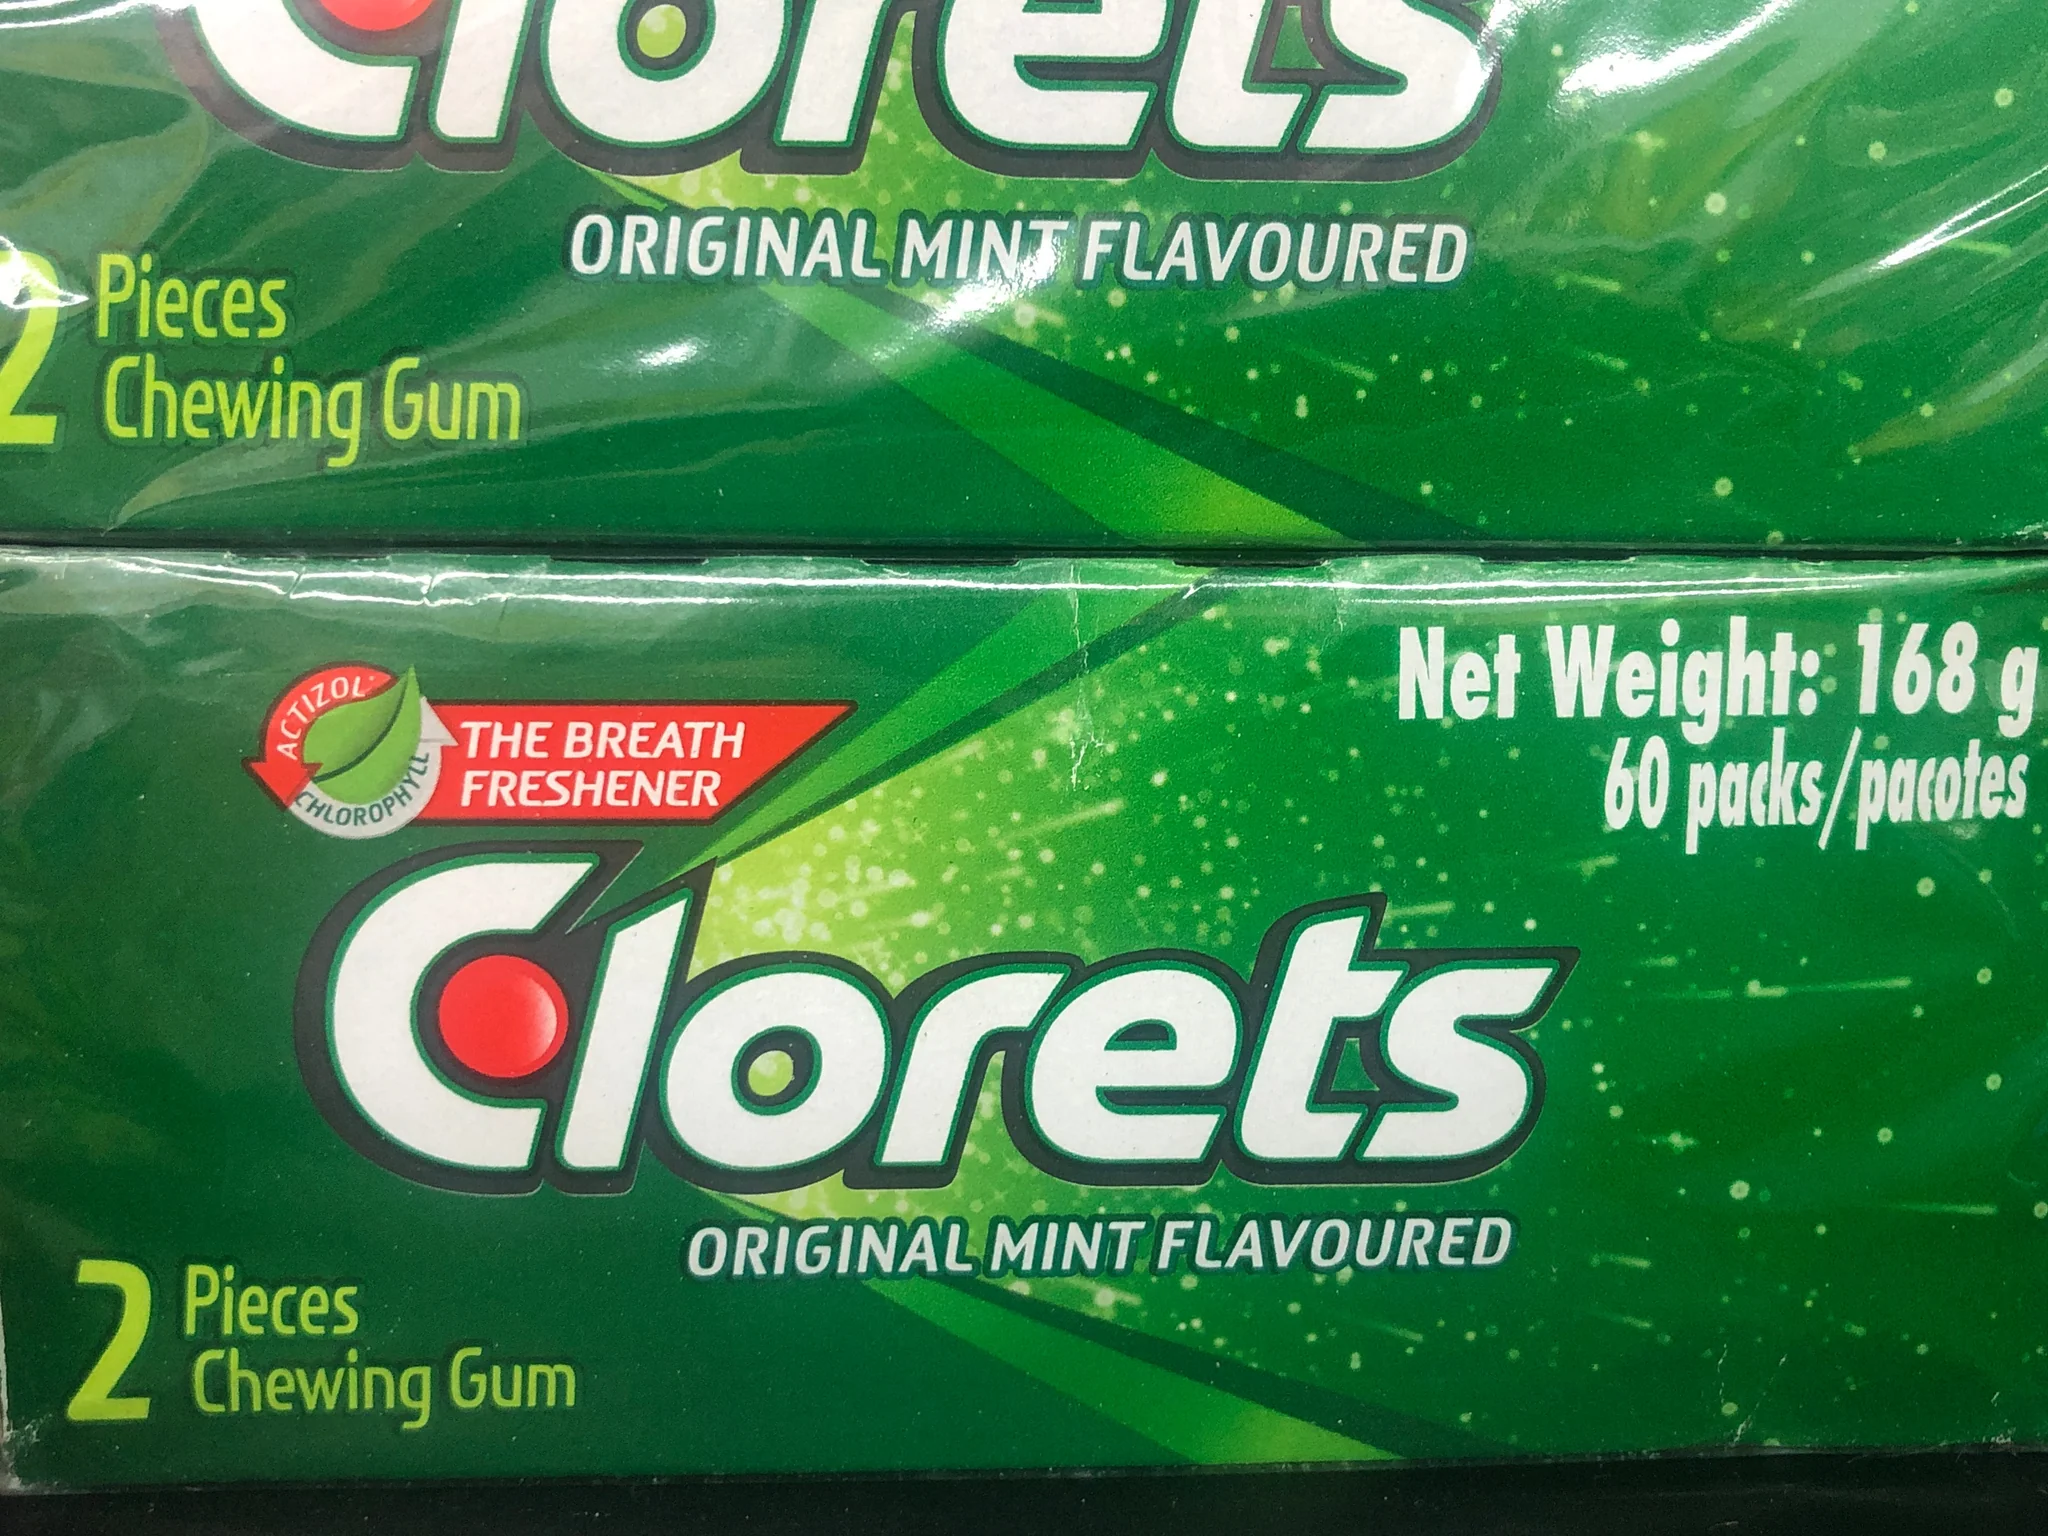 Clorets
ORIGINAL MINT FLAVOURED
2 Pieces
Chewing Gum
ACTIZOL
CHLOROPHYLL
THE BREATH
FRESHENER
Net Weight: 168 g
60 packs/pacotes
Clorets
ORIGINAL MINT FLAVOURED
2 Pieces
Chewing Gum